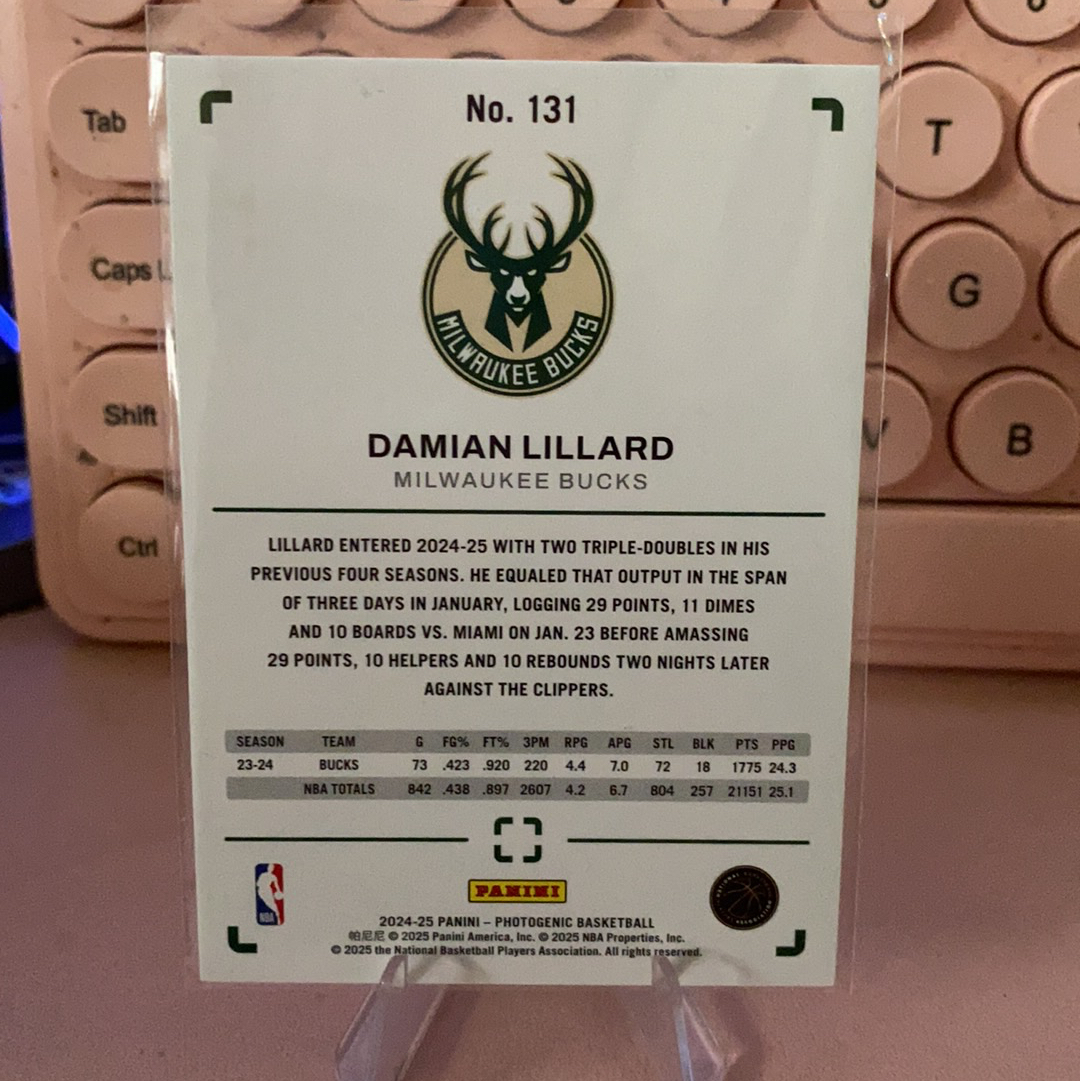 Tab
T
Caps
G
Shift
V
B
Ctrl
No. 131
MILWAUKEE BUCKS
DAMIAN LILLARD
MILWAUKEE BUCKS
LILLARD ENTERED 2024-25 WITH TWO TRIPLE-DOUBLES IN HIS
PREVIOUS FOUR SEASONS. HE EQUALED THAT OUTPUT IN THE SPAN
OF THREE DAYS IN JANUARY, LOGGING 29 POINTS, 11 DIMES
AND 10 BOARDS VS. MIAMI ON JAN. 23 BEFORE AMASSING
29 POINTS, 10 HELPERS AND 10 REBOUNDS TWO NIGHTS LATER
AGAINST THE CLIPPERS.
SEASON TEAM G FG% FT% 3PM RPG APG STL BLK PTS PPG
23-24 BUCKS 73 .423 .920 220 4.4 7.0 72 18 1775 24.3
NBA TOTALS 842 .438 .897 2607 4.2 6.7 804 257 21151 25.1
NBA
PANINI
2024-25 PANINI – PHOTOGENIC BASKETBALL
帕尼尼 © 2025 Panini America, Inc. © 2025 NBA Properties, Inc.
© 2025 the National Basketball Players Association. All rights reserved.